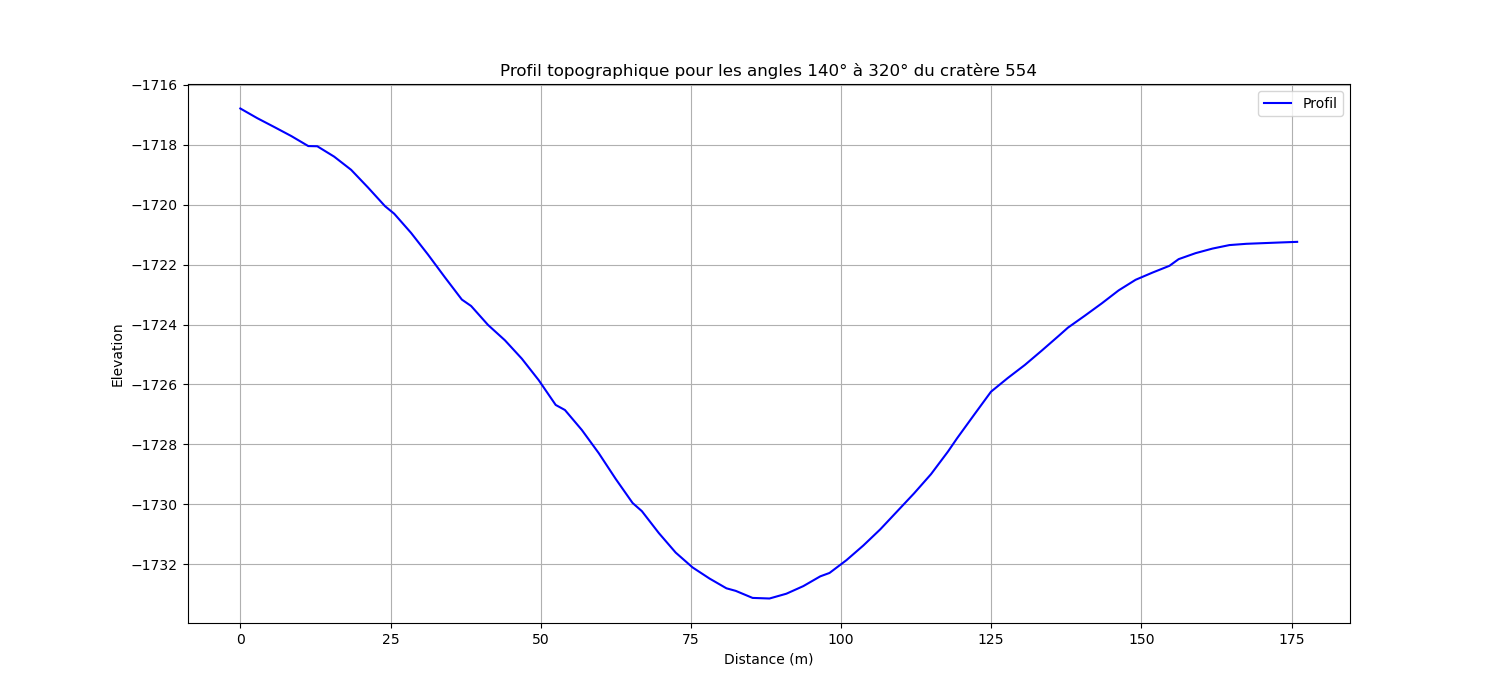 Profil topographique pour les angles 140° à 320° du cratère 554
Profil
−1716
−1718
−1720
−1722
−1724
−1726
−1728
−1730
−1732
Elevation
0 25 50 75 100 125 150 175
Distance (m)